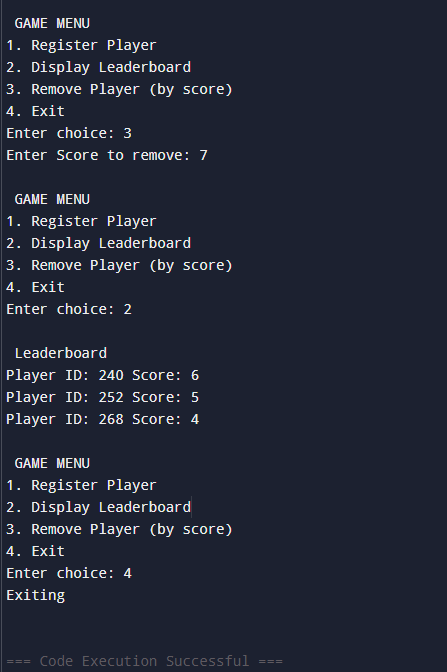 GAME MENU
1. Register Player
2. Display Leaderboard
3. Remove Player (by score)
4. Exit
Enter choice: 3
Enter Score to remove: 7
GAME MENU
1. Register Player
2. Display Leaderboard
3. Remove Player (by score)
4. Exit
Enter choice: 2
Leaderboard
Player ID: 240 Score: 6
Player ID: 252 Score: 5
Player ID: 268 Score: 4
GAME MENU
1. Register Player
2. Display Leaderboard
3. Remove Player (by score)
4. Exit
Enter choice: 4
Exiting
=== Code Execution Successful ===